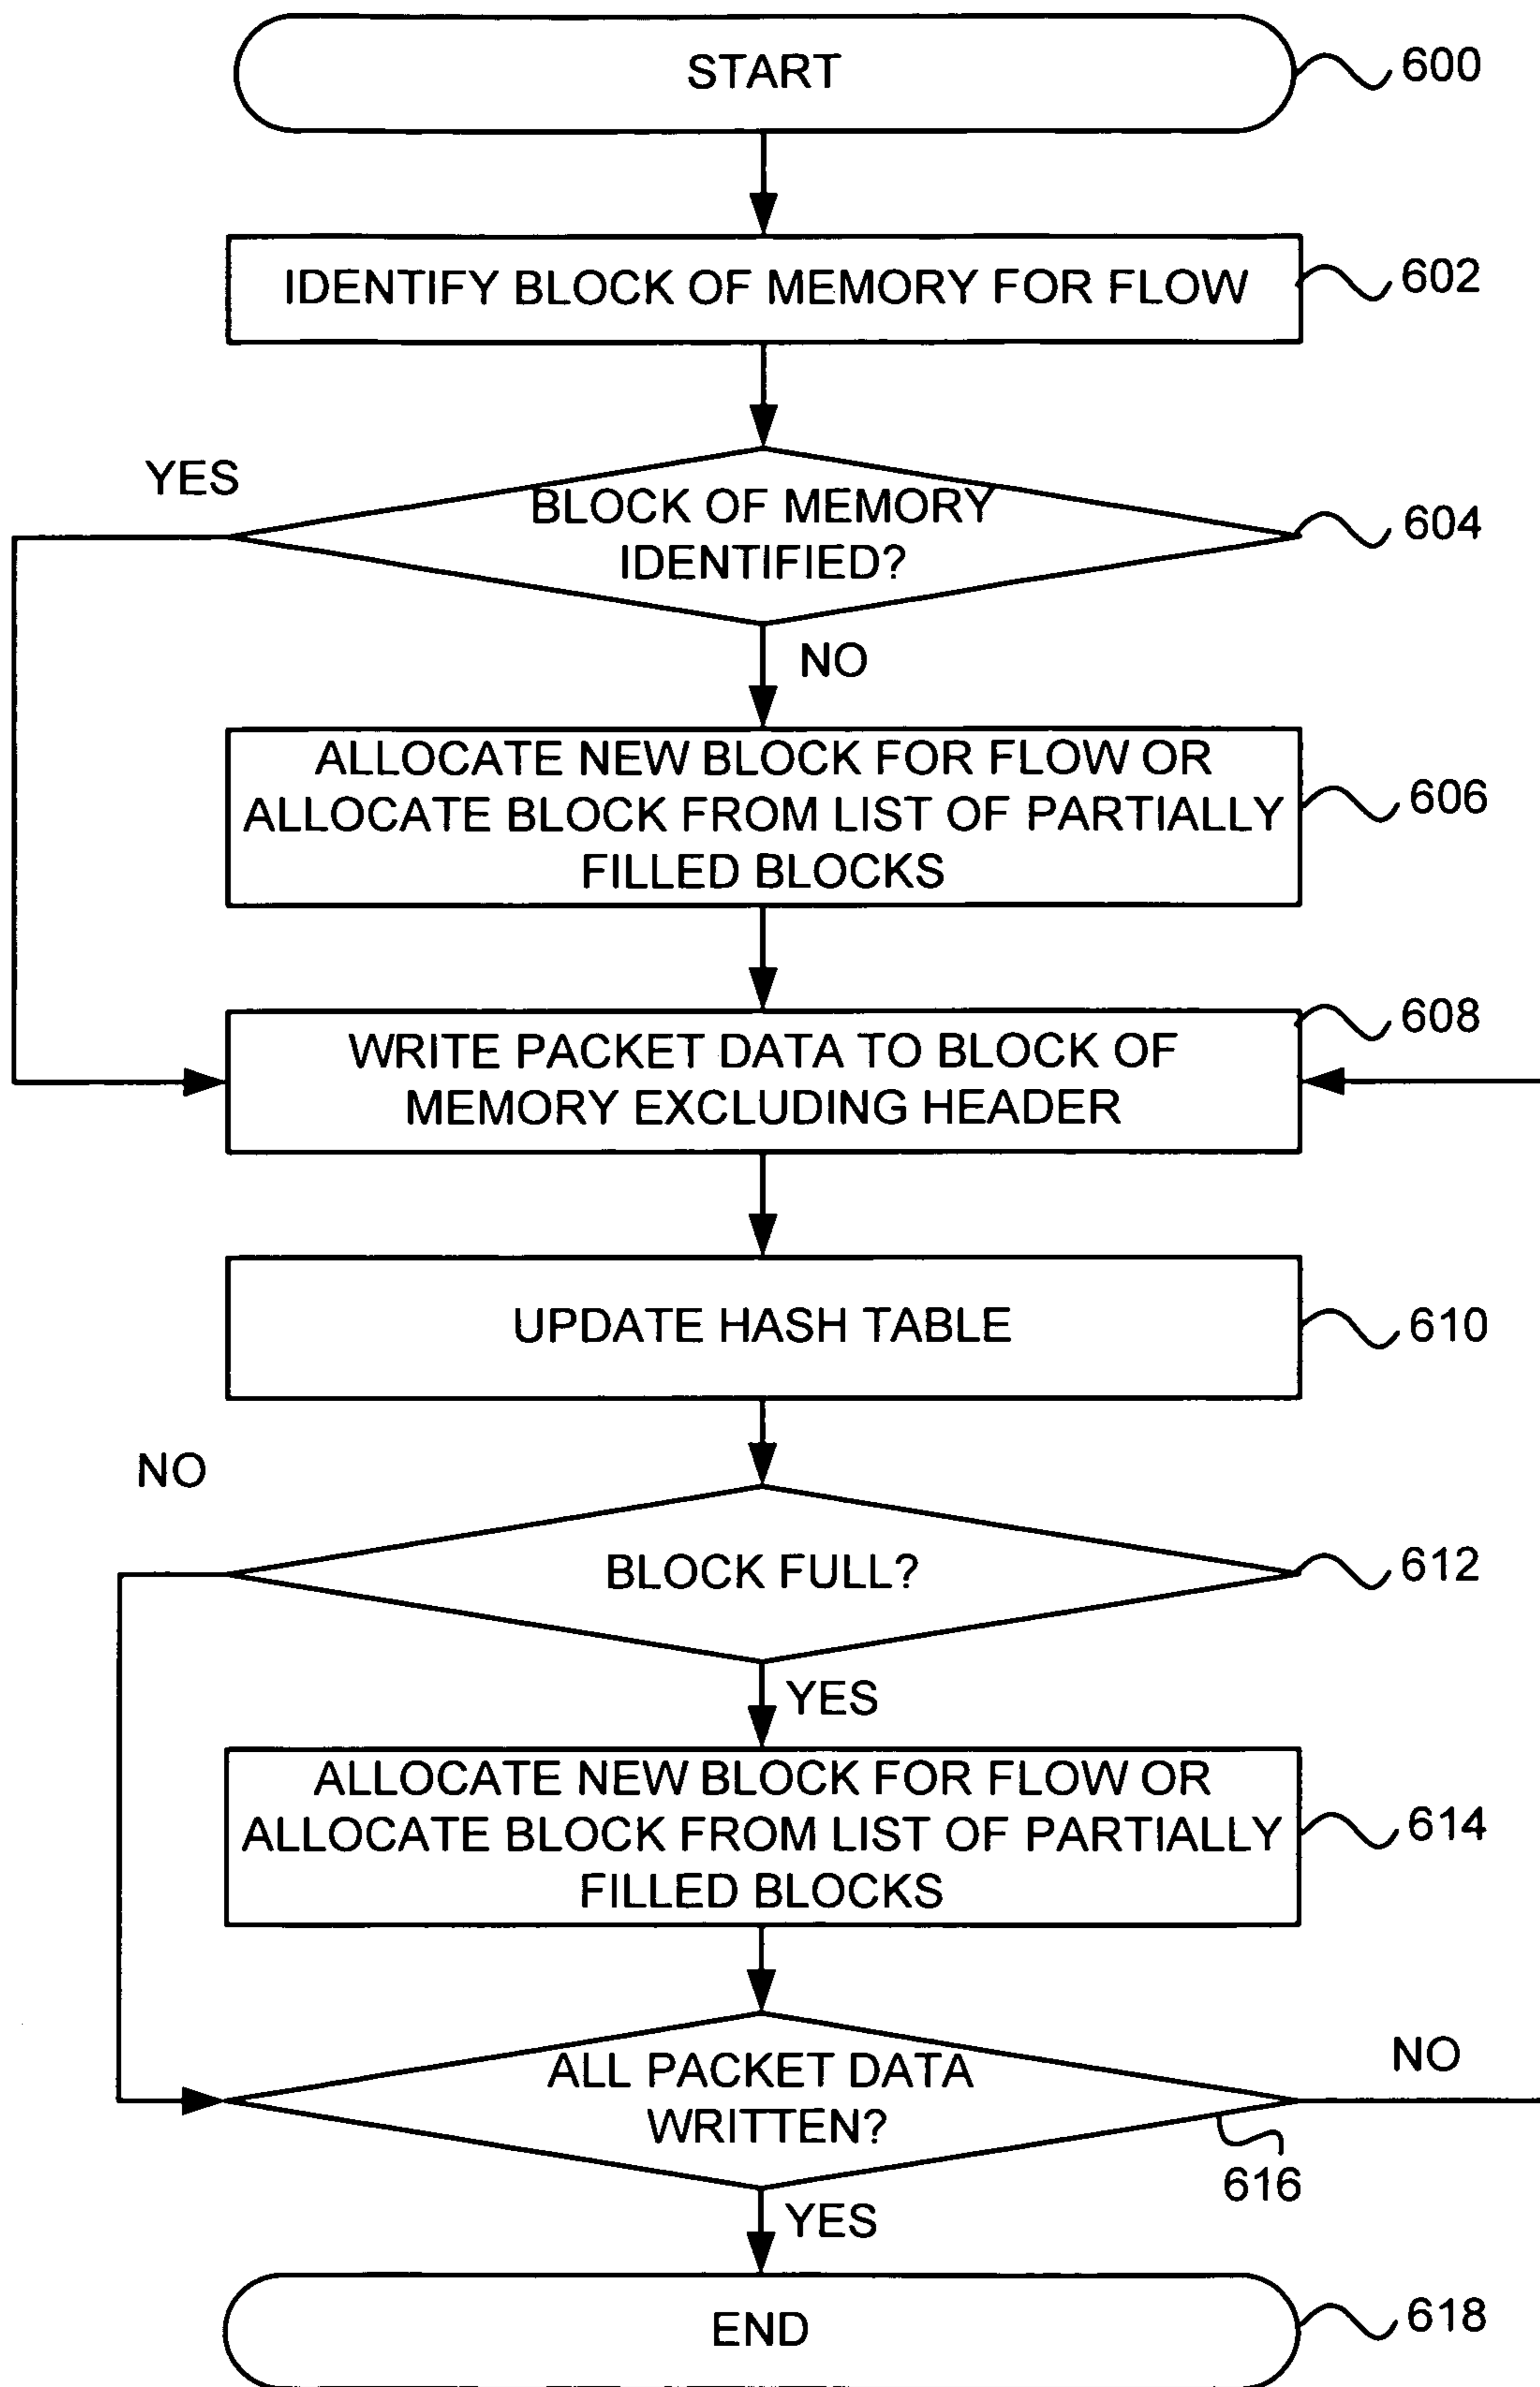 START
600
IDENTIFY BLOCK OF MEMORY FOR FLOW
602
YES
BLOCK OF MEMORY
IDENTIFIED?
604
NO
ALLOCATE NEW BLOCK FOR FLOW OR
ALLOCATE BLOCK FROM LIST OF PARTIALLY
FILLED BLOCKS
606
608
WRITE PACKET DATA TO BLOCK OF
MEMORY EXCLUDING HEADER
UPDATE HASH TABLE
610
NO
BLOCK FULL?
612
YES
ALLOCATE NEW BLOCK FOR FLOW OR
ALLOCATE BLOCK FROM LIST OF PARTIALLY
FILLED BLOCKS
614
ALL PACKET DATA
WRITTEN?
NO
616
YES
END
618